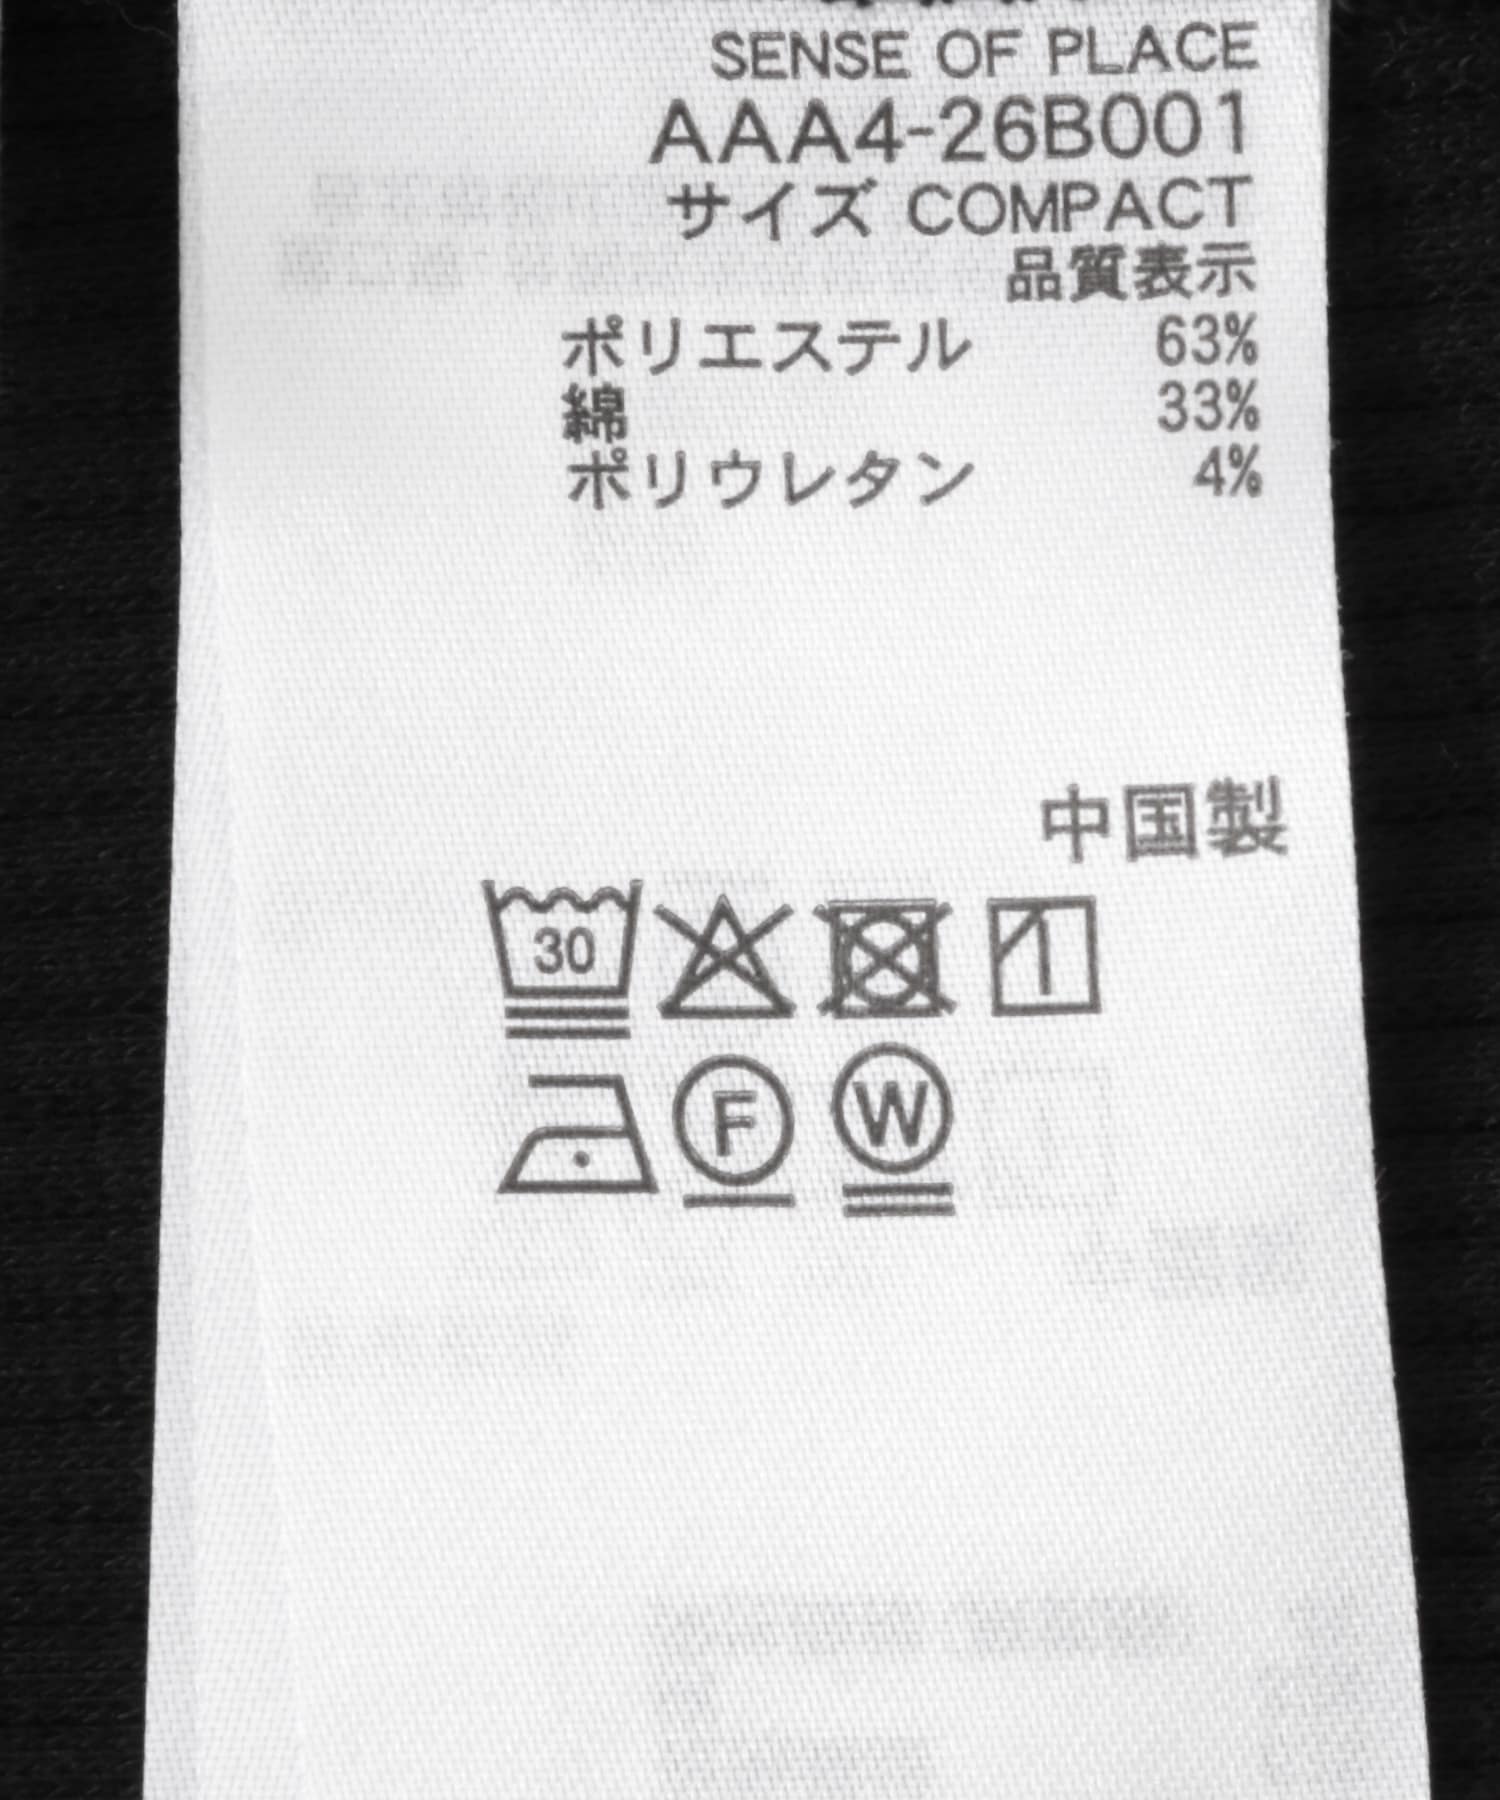 SENSE OF PLACE
AAA4-26B001
サイズ COMPACT
品質表示
ポリエステル 63%
綿 33%
ポリウレタン 4%
中国製
30
F W